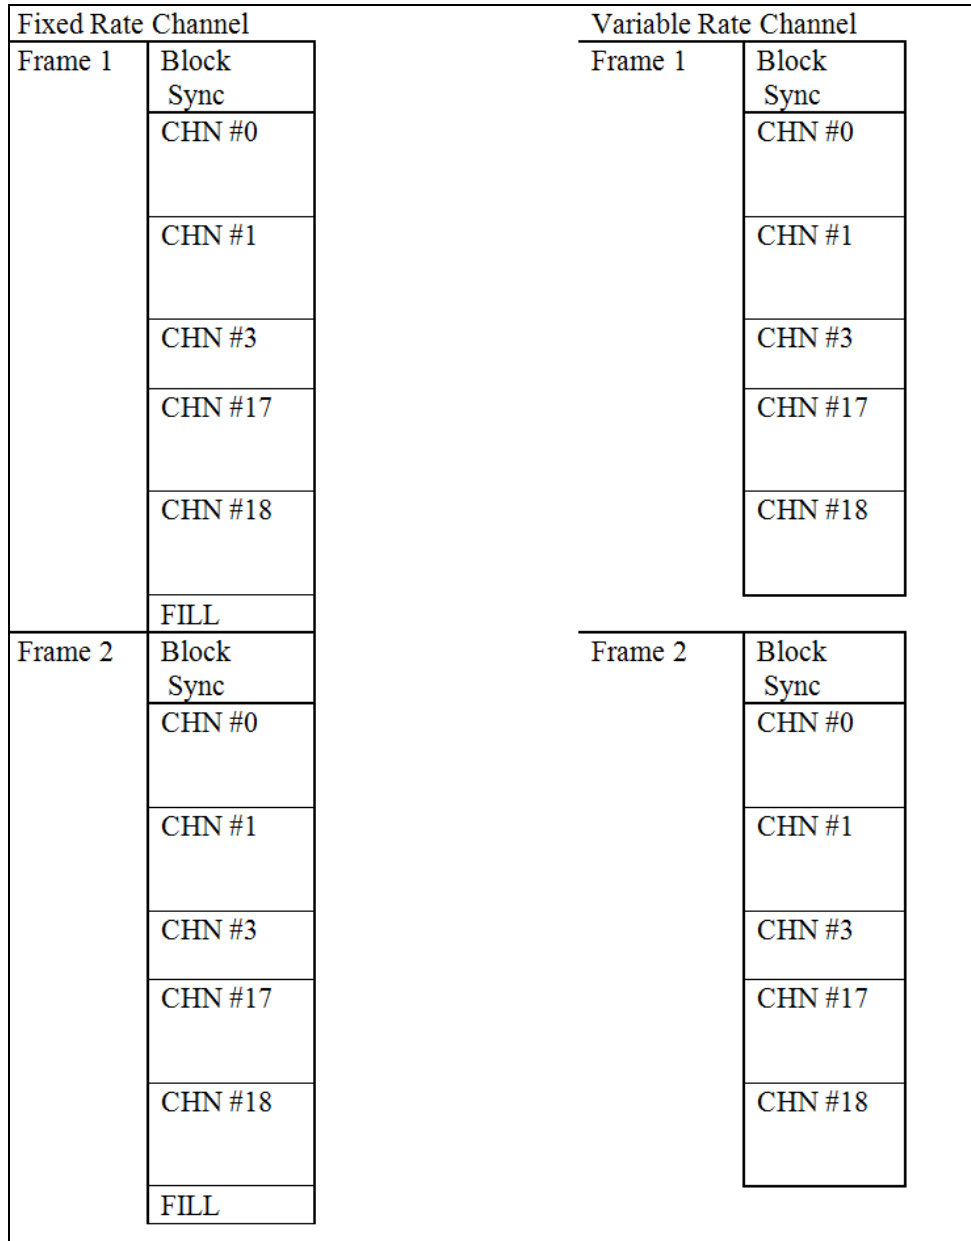 Fixed Rate Channel
Frame 1
Block
Sync
CHN #0
CHN #1
CHN #3
CHN #17
CHN #18
FILL
Frame 2
Block
Sync
CHN #0
CHN #1
CHN #3
CHN #17
CHN #18
FILL
Variable Rate Channel
Frame 1
Block
Sync
CHN #0
CHN #1
CHN #3
CHN #17
CHN #18
Frame 2
Block
Sync
CHN #0
CHN #1
CHN #3
CHN #17
CHN #18